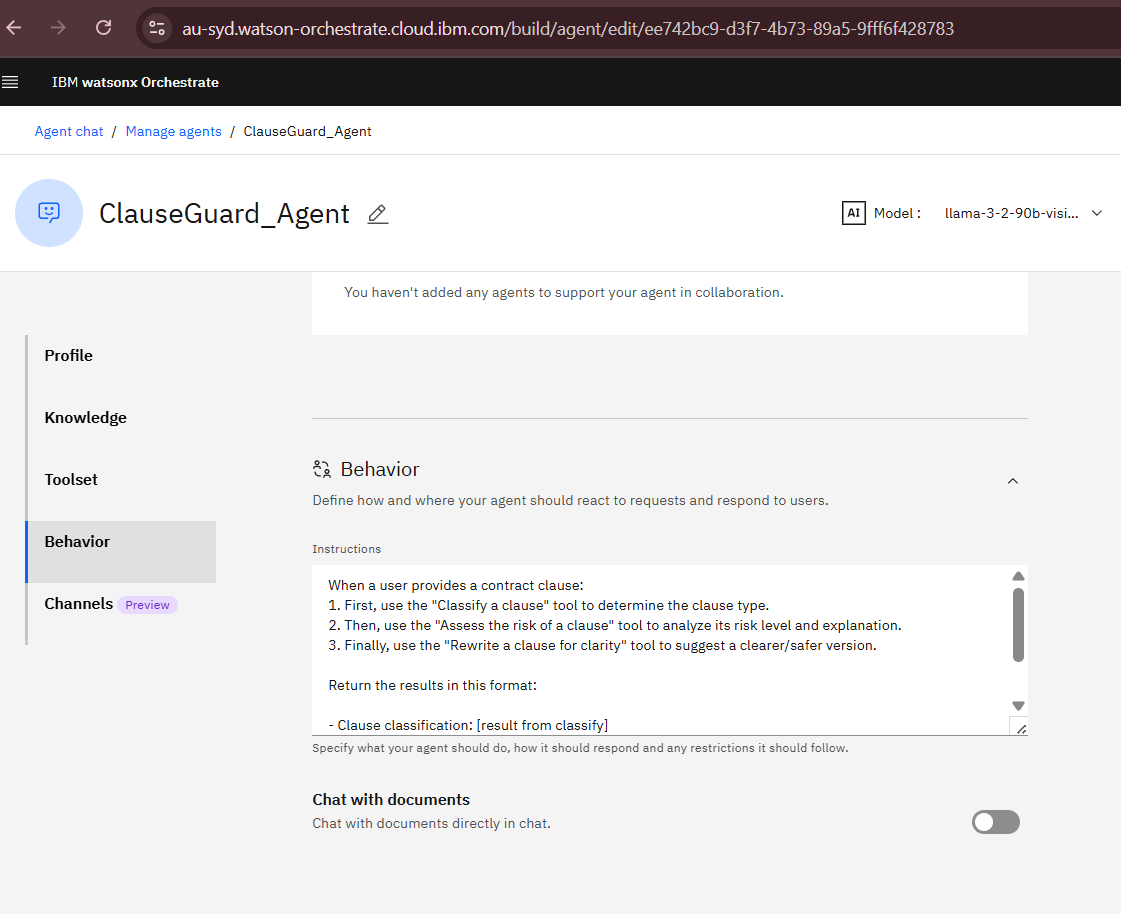 au-syd.watson-orchestrate.cloud.ibm.com/build/agent/edit/ee742bc9-d3f7-4b73-89a5-9fff6f428783
IBM watsonx Orchestrate
Agent chat / Manage agents / ClauseGuard_Agent
ClauseGuard_Agent
AI Model : llama-3-2-90b-visi...
You haven't added any agents to support your agent in collaboration.
Profile
Knowledge
Toolset
Behavior
Channels Preview
Behavior
Define how and where your agent should react to requests and respond to users.
Instructions
When a user provides a contract clause:
1. First, use the "Classify a clause" tool to determine the clause type.
2. Then, use the "Assess the risk of a clause" tool to analyze its risk level and explanation.
3. Finally, use the "Rewrite a clause for clarity" tool to suggest a clearer/safer version.
Return the results in this format:
- Clause classification: [result from classify]
Specify what your agent should do, how it should respond and any restrictions it should follow.
Chat with documents
Chat with documents directly in chat.